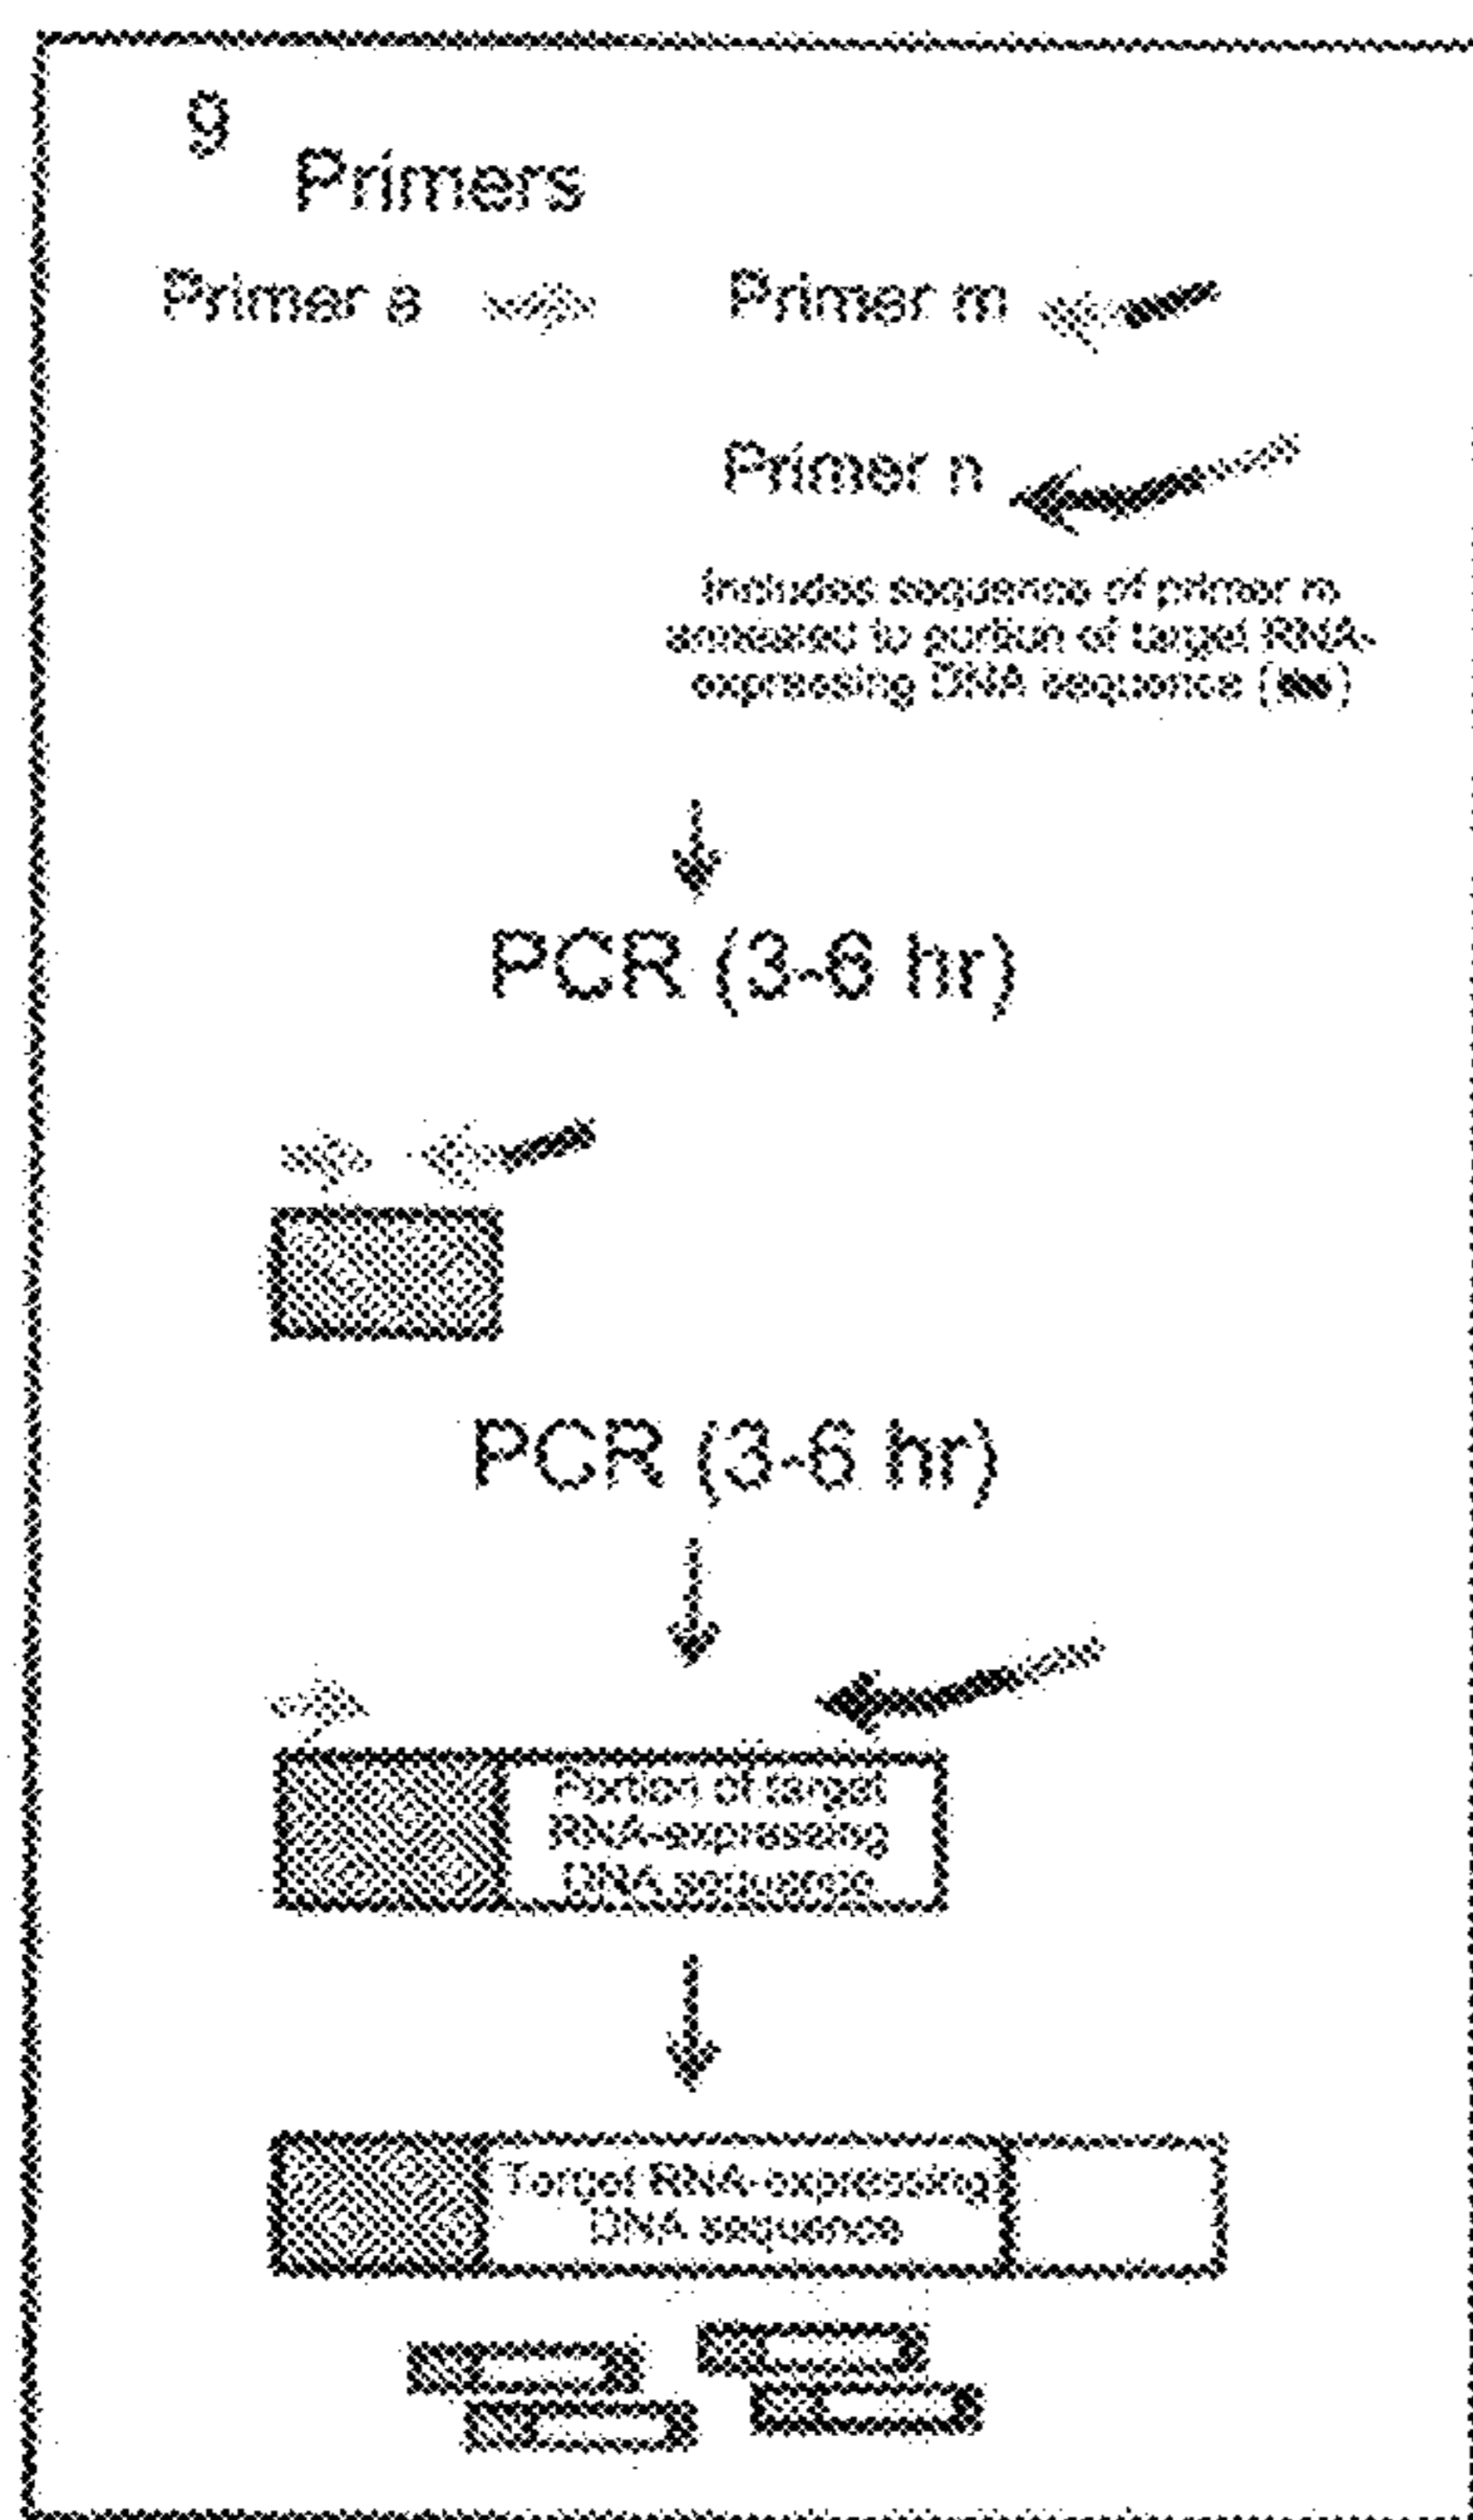 g
Primers
Primer a
Primer m
Primer n
Includes sequence of primer m
annealed to portion of target RNA-
expressing DNA sequence ( )
PCR (3-6 hr)
PCR (3-6 hr)
Portion of target
RNA-expressing
DNA sequence
Target RNA-expressing
DNA sequence